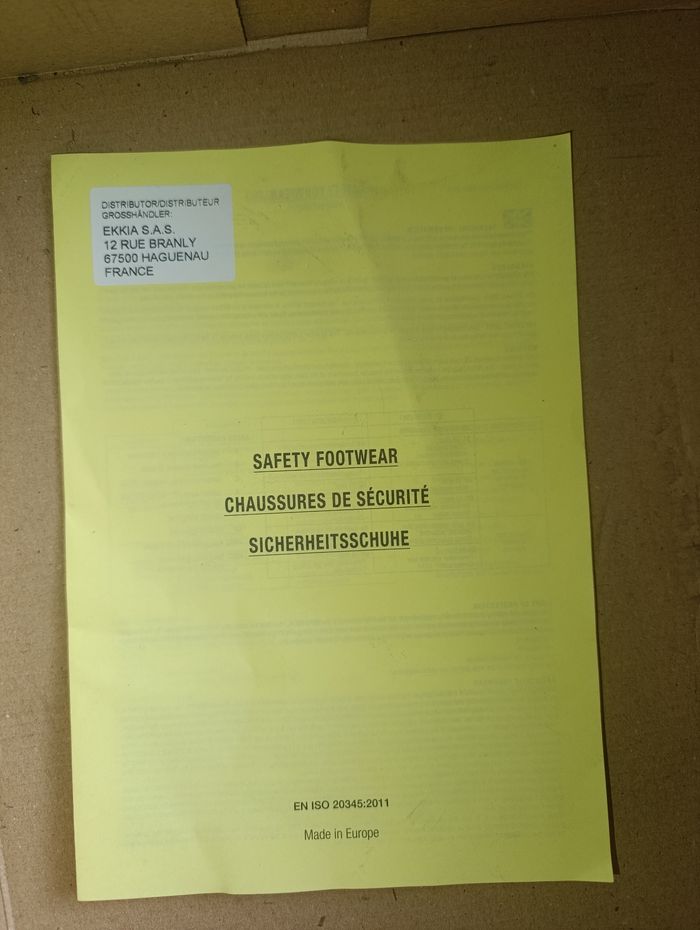 DISTRIBUTOR/DISTRIBUTEUR
GROSSHÄNDLER:
EKKIA S.A.S.
12 RUE BRANLY
67500 HAGUENAU
FRANCE
SAFETY FOOTWEAR
CHAUSSURES DE SÉCURITÉ
SICHERHEITSSCHUHE
EN ISO 20345:2011
Made in Europe